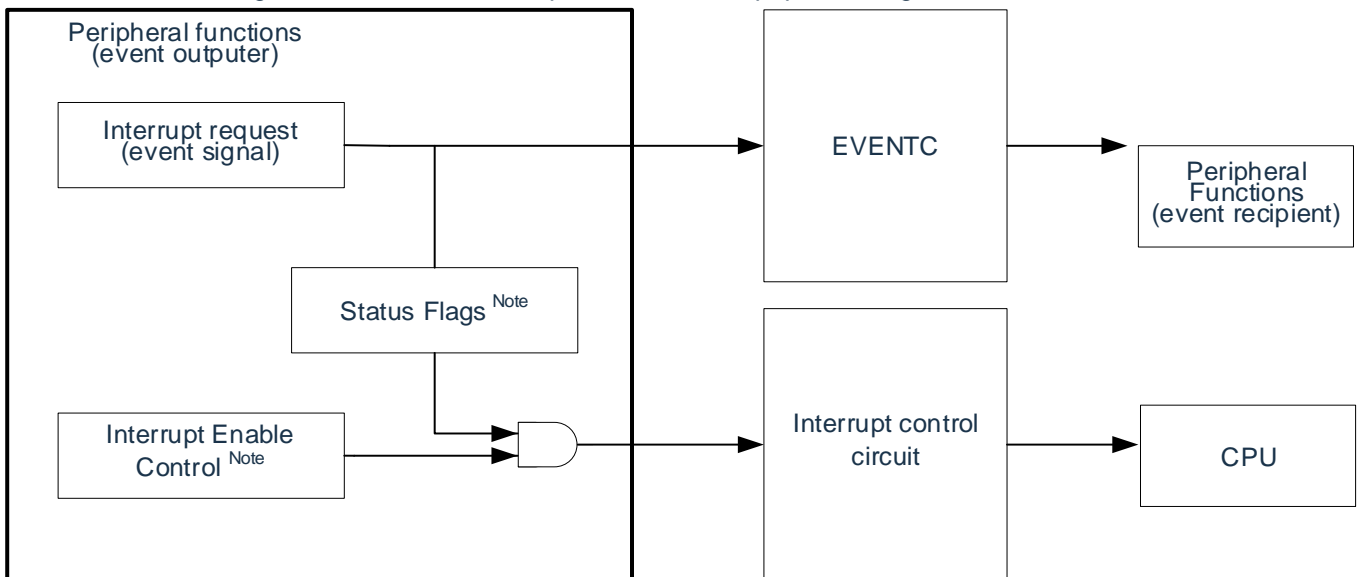 Peripheral functions
(event outputer)
Interrupt request
(event signal)
EVENTC
Peripheral
Functions
(event recipient)
Status Flags Note
Interrupt Enable
Control Note
Interrupt control
circuit
CPU